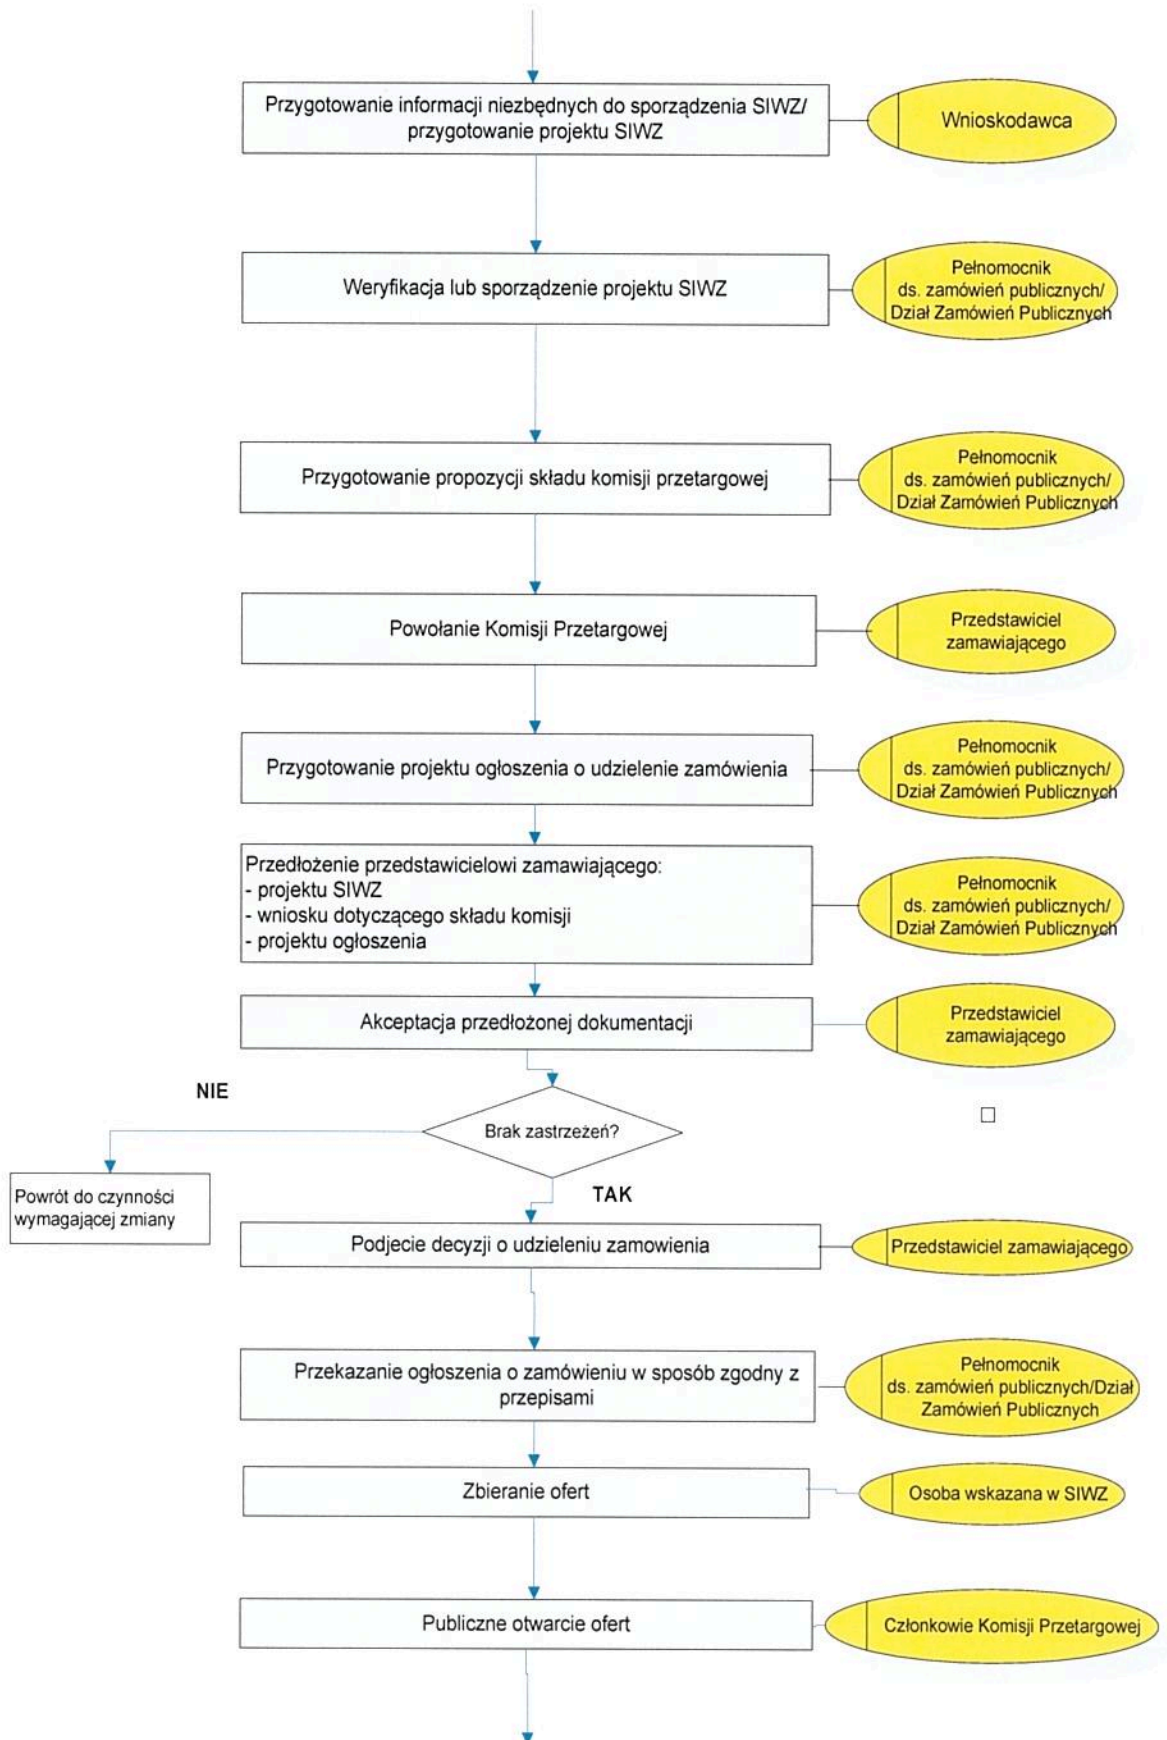 Przygotowanie informacji niezbędnych do sporządzenia SIWZ/
przygotowanie projektu SIWZ
Wnioskodawca
Weryfikacja lub sporządzenie projektu SIWZ
Pełnomocnik
ds. zamówień publicznych/
Dział Zamówień Publicznych
Przygotowanie propozycji składu komisji przetargowej
Pełnomocnik
ds. zamówień publicznych/
Dział Zamówień Publicznych
Powołanie Komisji Przetargowej
Przedstawiciel
zamawiającego
Przygotowanie projektu ogłoszenia o udzielenie zamówienia
Pełnomocnik
ds. zamówień publicznych/
Dział Zamówień Publicznych
Przedłożenie przedstawicielowi zamawiającego:
- projektu SIWZ
- wniosku dotyczącego składu komisji
- projektu ogłoszenia
Pełnomocnik
ds. zamówień publicznych/
Dział Zamówień Publicznych
Akceptacja przedłożonej dokumentacji
Przedstawiciel
zamawiającego
NIE
Brak zastrzeżeń?
Powrót do czynności
wymagającej zmiany
TAK
Podjecie decyzji o udzieleniu zamowienia
Przedstawiciel zamawiającego
Przekazanie ogłoszenia o zamówieniu w sposób zgodny z
przepisami
Pełnomocnik
ds. zamówień publicznych/Dział
Zamówień Publicznych
Zbieranie ofert
Osoba wskazana w SIWZ
Publiczne otwarcie ofert
Członkowie Komisji Przetargowej